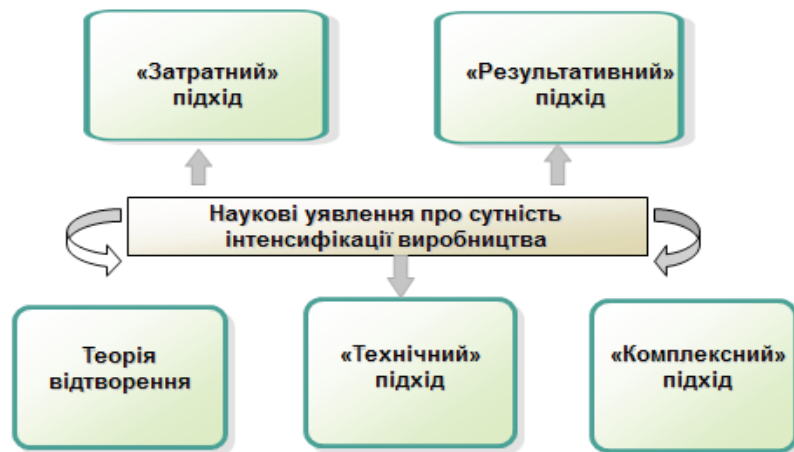 «Затратний»
підхід
«Результативний»
підхід
Наукові уявлення про сутність
інтенсифікації виробництва
Теорія
відтворення
«Технічний»
підхід
«Комплексний»
підхід